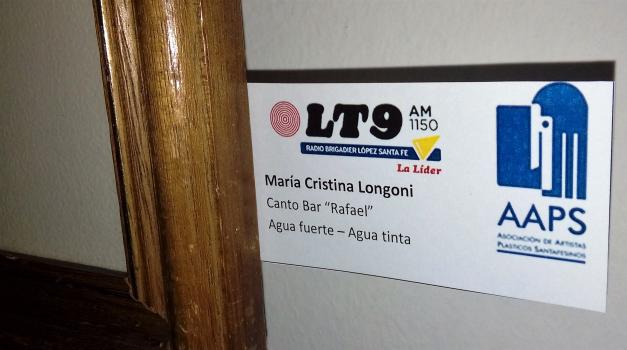 LT9 AM 1150
RADIO BRIGADIER LÓPEZ SANTA FE
La Líder
María Cristina Longoni
Canto Bar “Rafael”
Agua fuerte – Agua tinta
AAPS
ASOCIACIÓN DE ARTISTAS
PLASTICOS SANTAFESINOS